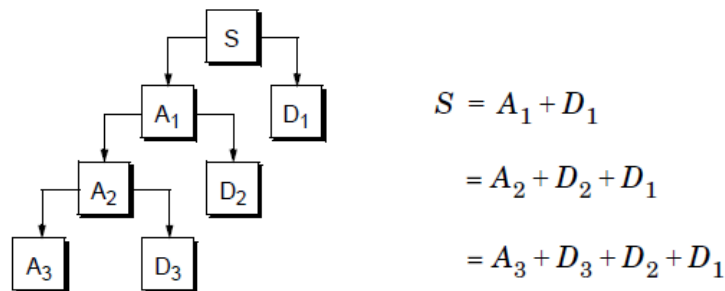 S
A₁ D₁
A₂ D₂
A₃ D₃
S = A₁ + D₁
= A₂ + D₂ + D₁
= A₃ + D₃ + D₂ + D₁